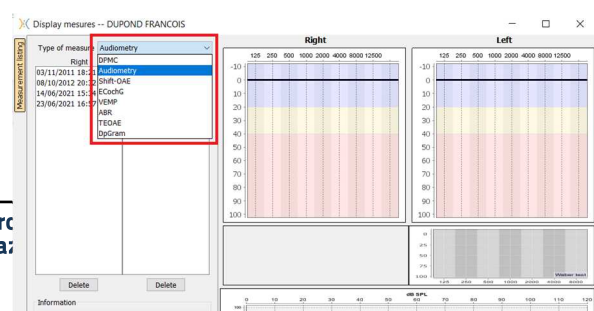 Display mesures -- DUPOND FRANCOIS
Measurement listing
Type of measure Audiometry
DPMC
Audiometry
Shift-OAE
ECochG
VEMP
ABR
TEOAE
DpGram
Right
03/11/2011 18:21
08/10/2012 20:12
14/06/2021 15:14
23/06/2021 16:57
Delete Delete
Information
Right
125 250 500 1000 2000 4000 8000 12500
-10
0
10
20
30
40
50
60
70
80
90
100
Left
125 250 500 1000 2000 4000 8000 12500
-10
0
10
20
30
40
50
60
70
80
90
100
0
25
50
75
100
Weber test
125 250 500 1000 2000 4000 8000
dB SPL
0 10 20 30 40 50 60 70 80 90 100 110 120
100